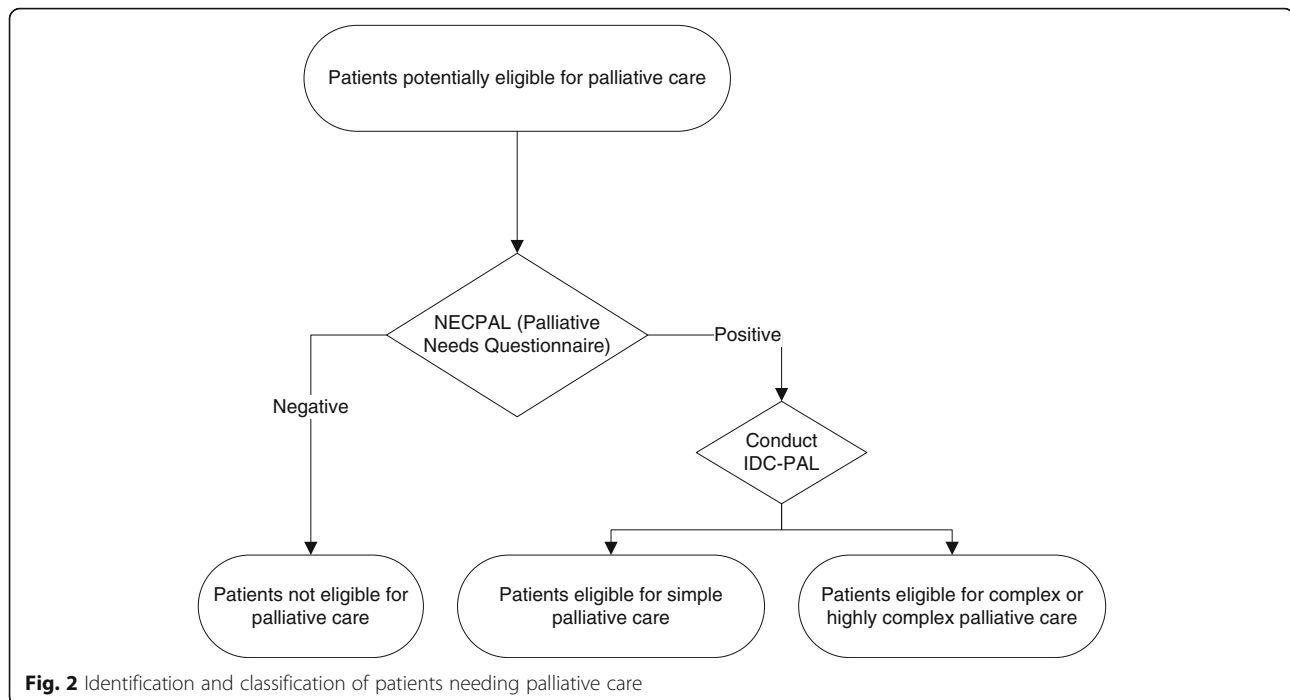 Patients potentially eligible for palliative care
NECPAL (Palliative
Needs Questionnaire)
Positive
Negative
Conduct
IDC-PAL
Patients not eligible for
palliative care
Patients eligible for simple
palliative care
Patients eligible for complex or
highly complex palliative care
Fig. 2 Identification and classification of patients needing palliative care